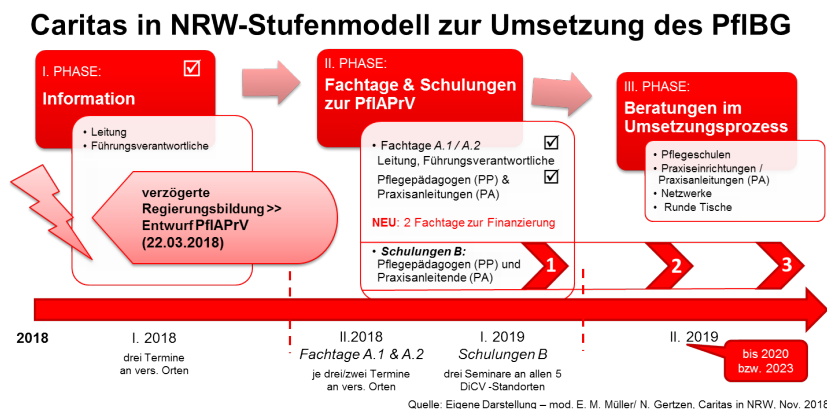 Caritas in NRW-Stufenmodell zur Umsetzung des PflBG
I. PHASE:
Information
• Leitung
• Führungsverantwortliche
verzögerte
Regierungsbildung >>
Entwurf PflAPrV
(22.03.2018)
II. PHASE:
Fachtage & Schulungen
zur PflAPrV
• Fachtage A.1 / A.2
Leitung, Führungsverantwortliche
Pflegepädagogen (PP) &
Praxisanleitungen (PA)
NEU: 2 Fachtage zur Finanzierung
• Schulungen B:
Pflegepädagogen (PP) und
Praxisanleitende (PA)
III. PHASE:
Beratungen im
Umsetzungsprozess
• Pflegeschulen
• Praxiseinrichtungen /
Praxisanleitungen (PA)
• Netzwerke
• Runde Tische
1
2
3
2018
I. 2018
drei Termine
an vers. Orten
II.2018
Fachtage A.1 & A.2
je drei/zwei Termine
an vers. Orten
I. 2019
Schulungen B
drei Seminare an allen 5
DiCV -Standorten
II. 2019
bis 2020
bzw. 2023
Quelle: Eigene Darstellung – mod. E. M. Müller/ N. Gertzen, Caritas in NRW, Nov. 2018